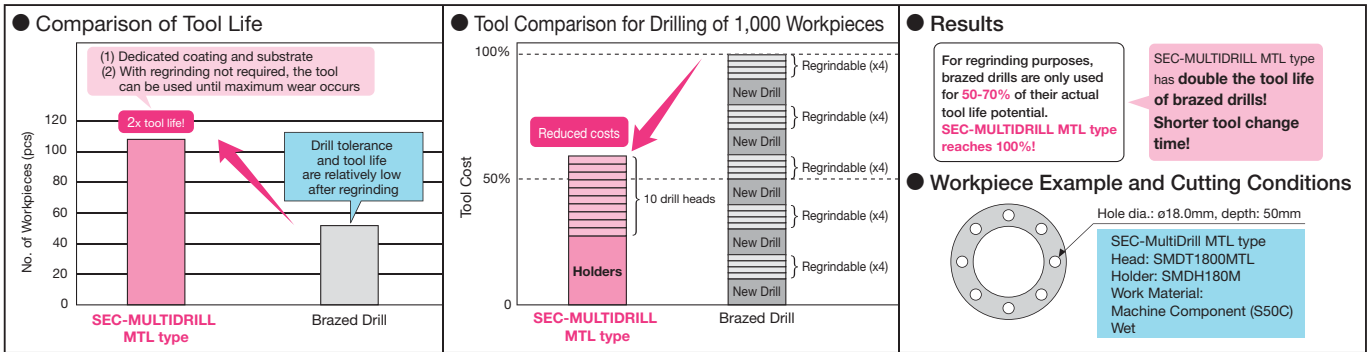 ● Comparison of Tool Life
(1) Dedicated coating and substrate
(2) With regrinding not required, the tool
can be used until maximum wear occurs
2x tool life!
Drill tolerance
and tool life
are relatively low
after regrinding
No. of Workpieces (pcs)
120
100
80
60
40
20
0
SEC-MULTIDRILL
MTL type
Brazed Drill
● Tool Comparison for Drilling of 1,000 Workpieces
Tool Cost
100%
50%
0
Reduced costs
10 drill heads
Holders
SEC-MULTIDRILL
MTL type
Regrindable (x4)
New Drill
Regrindable (x4)
New Drill
Regrindable (x4)
New Drill
Regrindable (x4)
New Drill
Regrindable (x4)
New Drill
Brazed Drill
● Results
For regrinding purposes,
brazed drills are only used
for 50-70% of their actual
tool life potential.
SEC-MULTIDRILL MTL type
reaches 100%!
SEC-MULTIDRILL MTL type
has double the tool life
of brazed drills!
Shorter tool change
time!
● Workpiece Example and Cutting Conditions
Hole dia.: ø18.0mm, depth: 50mm
SEC-MultiDrill MTL type
Head: SMDT1800MTL
Holder: SMDH180M
Work Material:
Machine Component (S50C)
Wet